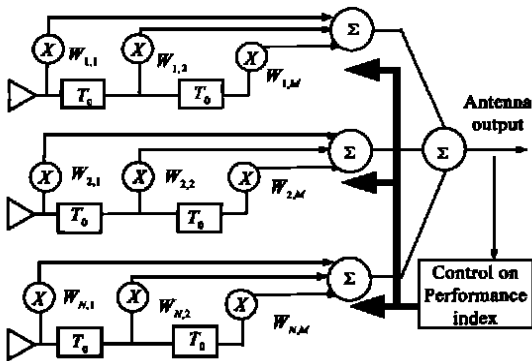 X W1,1 X W1,2 X W1,M Σ
T0 T0
Antenna
output
X W2,1 X W2,2 X W2,M Σ Σ
T0 T0
X WN,1 X WN,2 X WN,M Σ
T0 T0
Control on
Performance
index